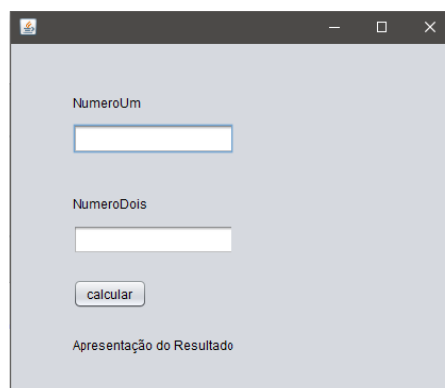 NumeroUm
NumeroDois
calcular
Apresentação do Resultado